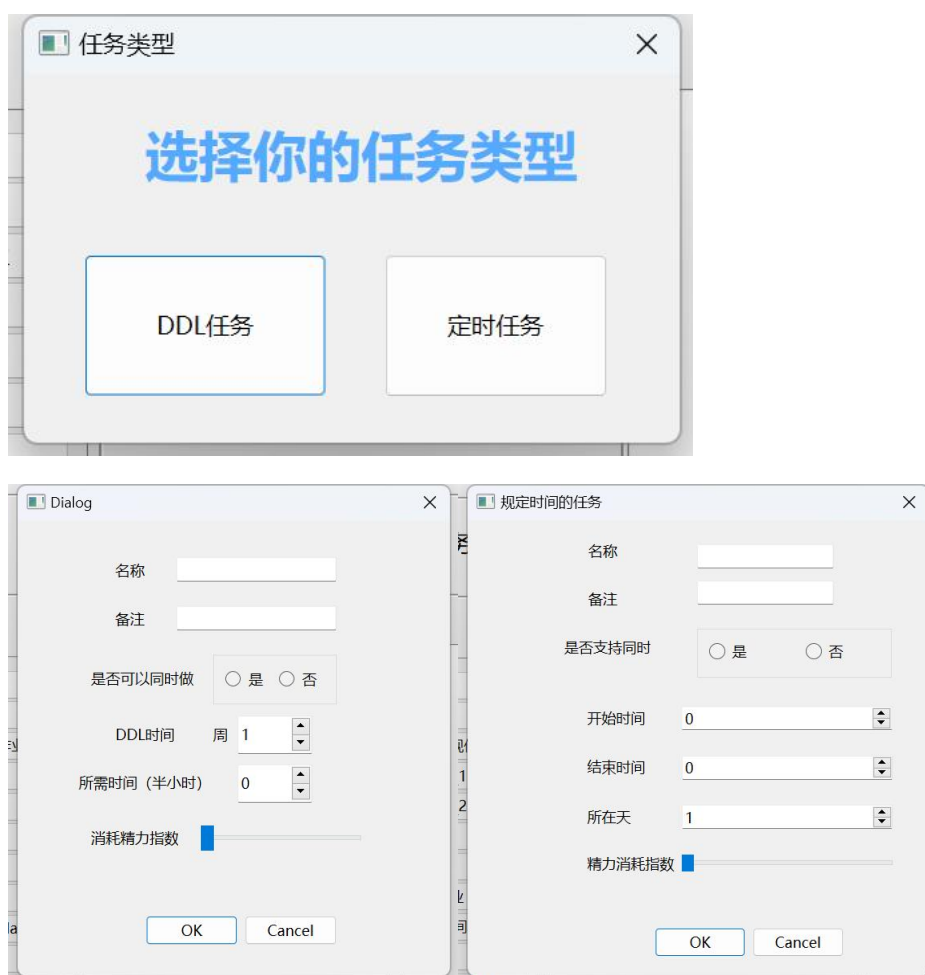 任务类型
选择你的任务类型
DDL任务
定时任务
Dialog
名称
备注
是否可以同时做
是
否
DDL时间 周 1
所需时间（半小时） 0
消耗精力指数
OK
Cancel
规定时间的任务
名称
备注
是否支持同时
是
否
开始时间 0
结束时间 0
所在天 1
精力消耗指数
OK
Cancel